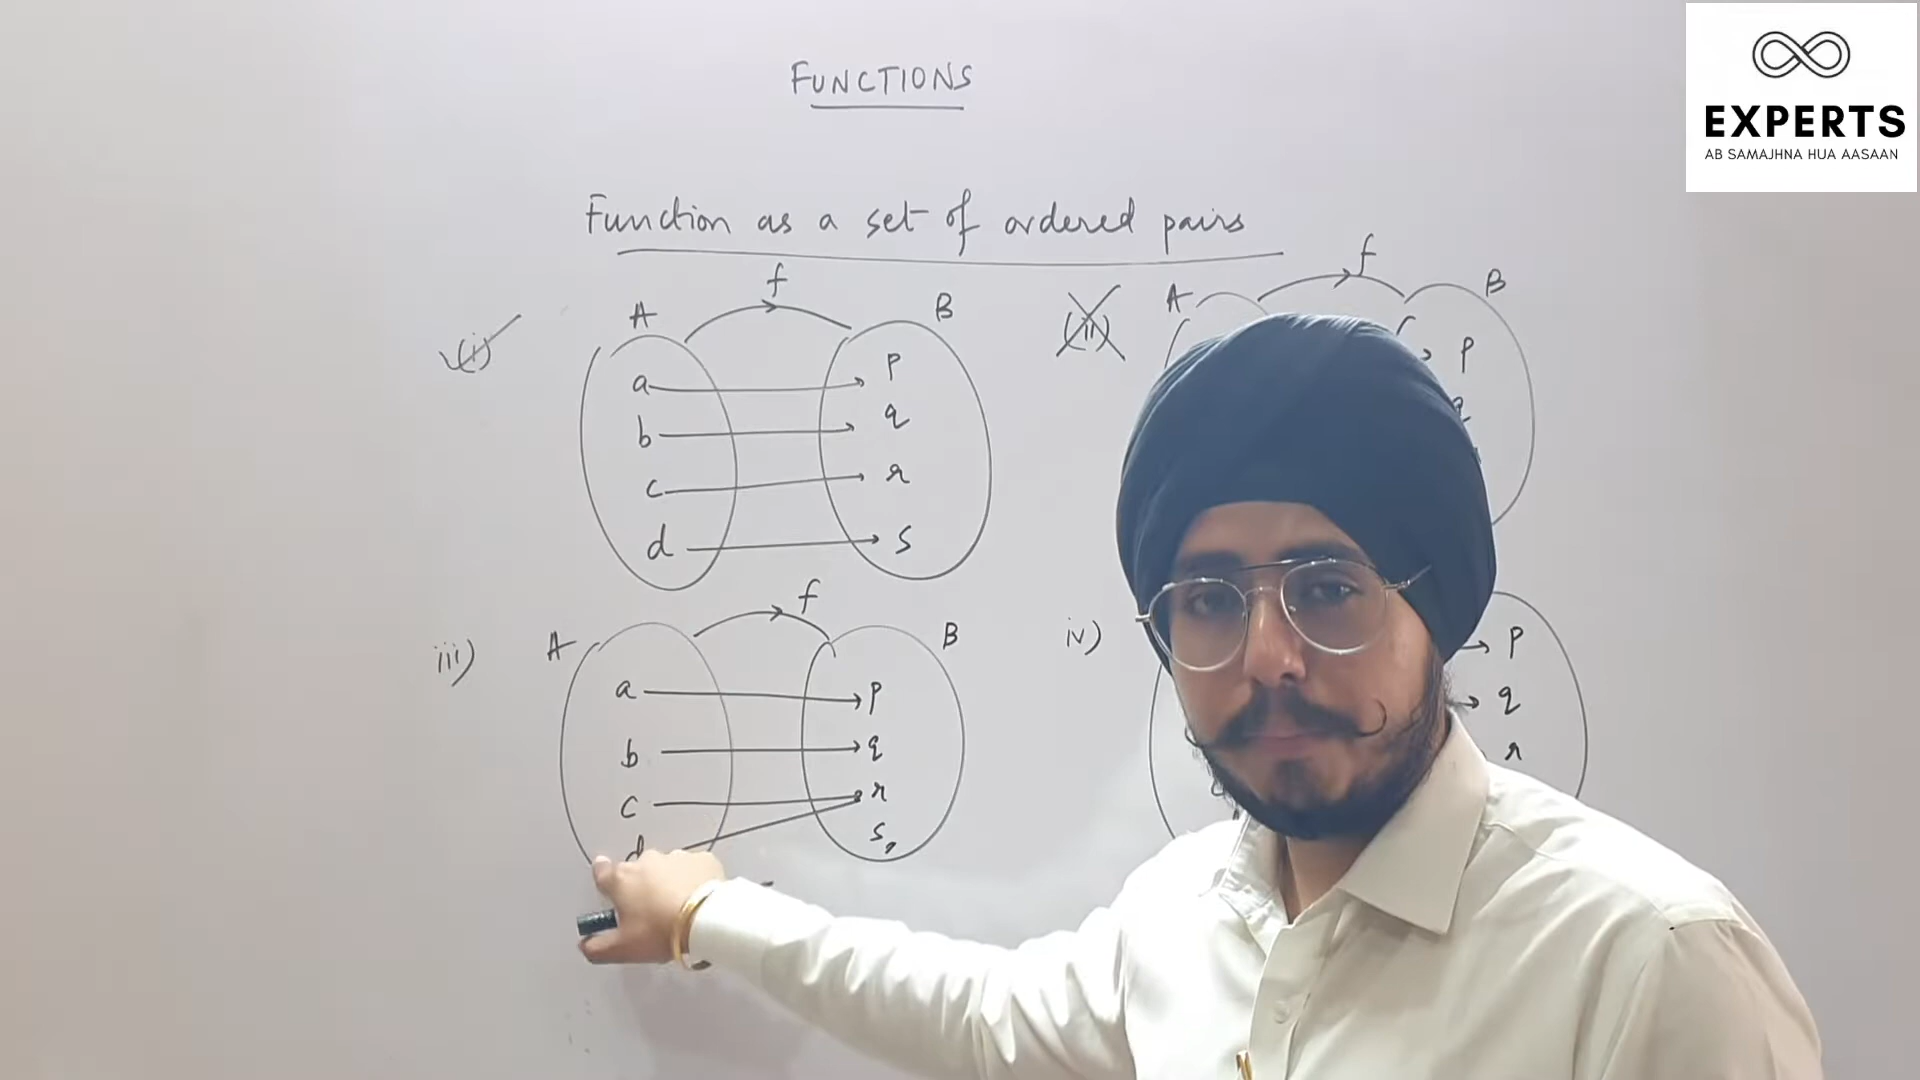 FUNCTIONS
EXPERTS
AB SAMAJHNA HUA AASAAN
Function as a set of ordered pairs
(i)
f
A
B
a
p
b
q
c
r
d
s
(ii)
f
A
B
p
q
iii)
f
A
B
a
p
b
q
c
r
d
s
iv)
p
q
r